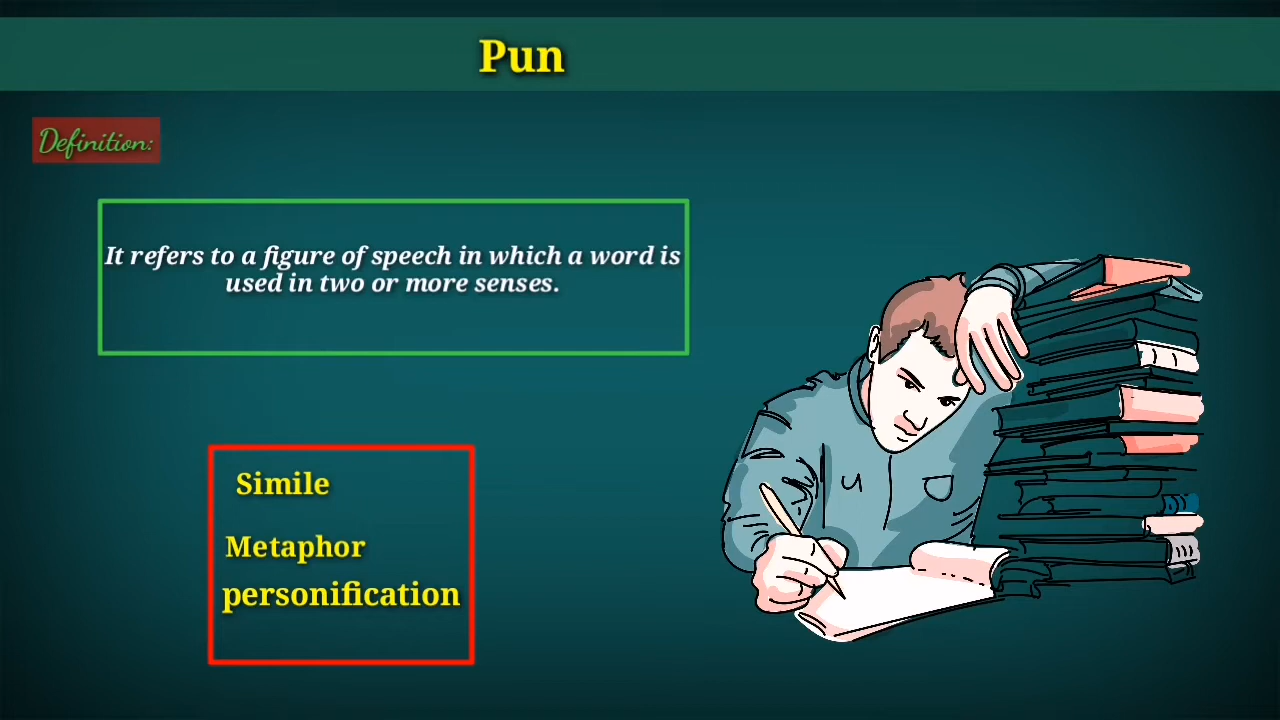 Pun
Definition:
It refers to a figure of speech in which a word is
used in two or more senses.
Simile
Metaphor
personification